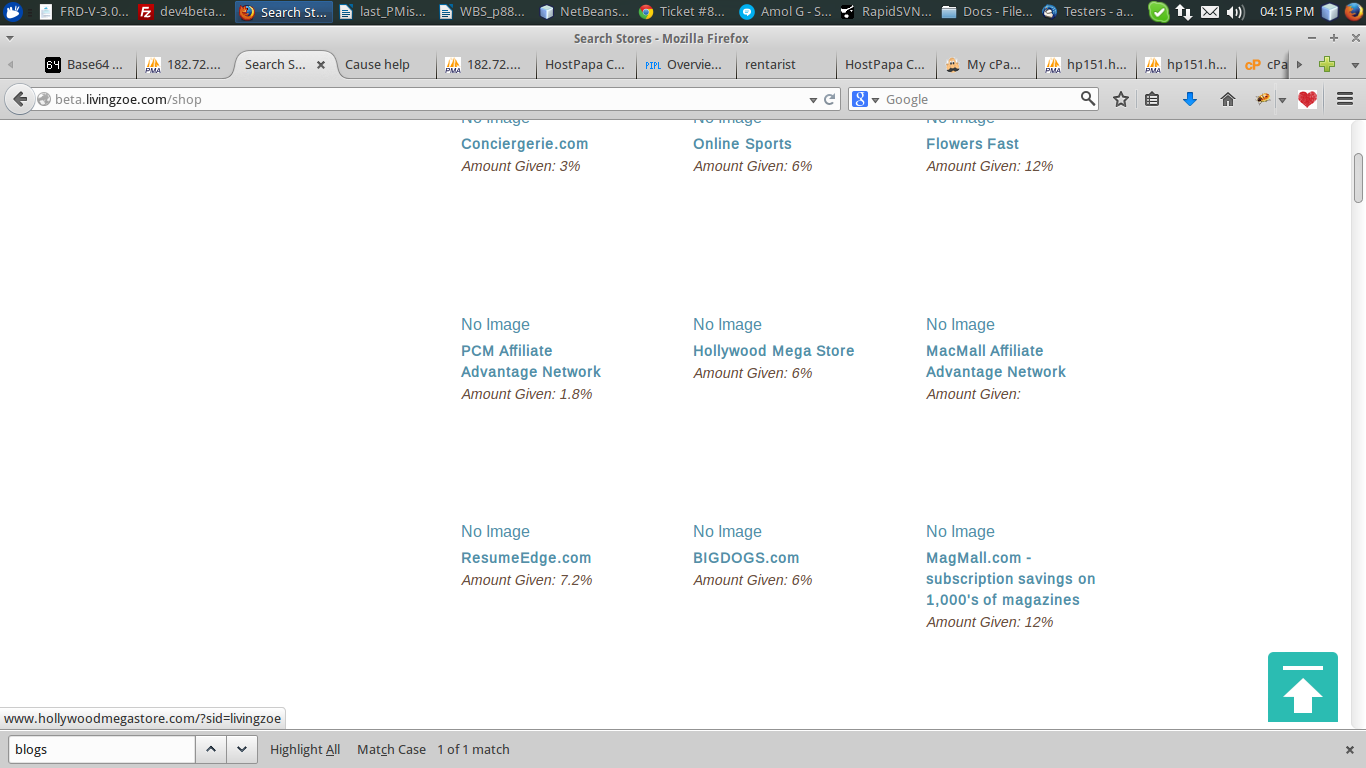 FRD-V-3.0... dev4beta... Search St... last_PMis... WBS_p88... NetBeans... Ticket #8... Amol G - S... RapidSVN... Docs - File... Testers - a... 04:15 PM
Search Stores - Mozilla Firefox
64 Base64 ... PMA 182.72.... Search S... Cause help PMA 182.72.... HostPapa C... PIPL Overvie... rentarist HostPapa C... My cPa... PMA hp151.h... PMA hp151.h... cP cPa
beta.livingzoe.com/shop
Google
No Image No Image No Image
Conciergerie.com Online Sports Flowers Fast
Amount Given: 3% Amount Given: 6% Amount Given: 12%
No Image No Image No Image
PCM Affiliate Hollywood Mega Store MacMall Affiliate
Advantage Network Amount Given: 6% Advantage Network
Amount Given: 1.8% Amount Given:
No Image No Image No Image
ResumeEdge.com BIGDOGS.com MagMall.com -
Amount Given: 7.2% Amount Given: 6% subscription savings on
1,000's of magazines
Amount Given: 12%
www.hollywoodmegastore.com/?sid=livingzoe
blogs Highlight All Match Case 1 of 1 match